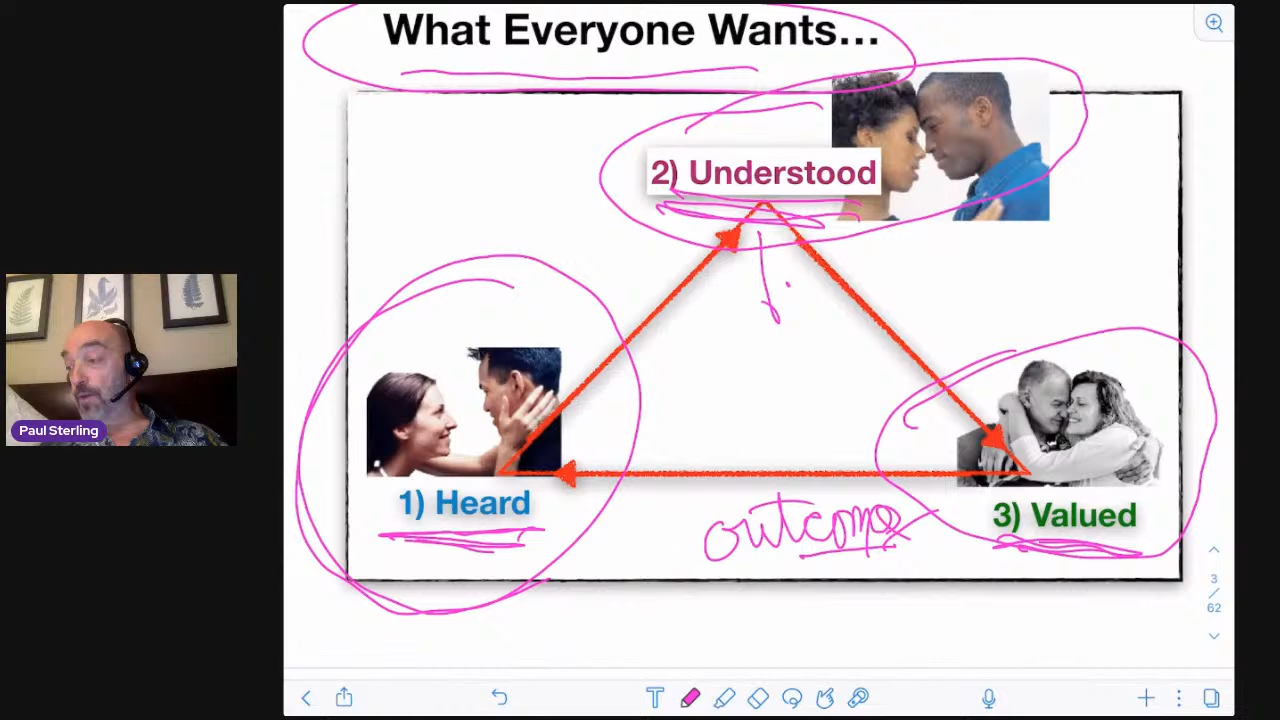 What Everyone Wants...
2) Understood
1) Heard
3) Valued
outcome
Paul Sterling
3
/
62